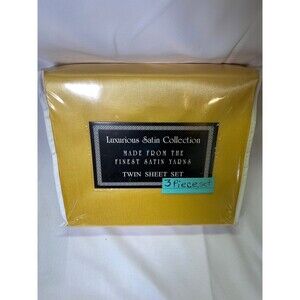 Luxurious Satin Collection
MADE FROM THE
FINEST SATIN YARNS
TWIN SHEET SET
3 piece set